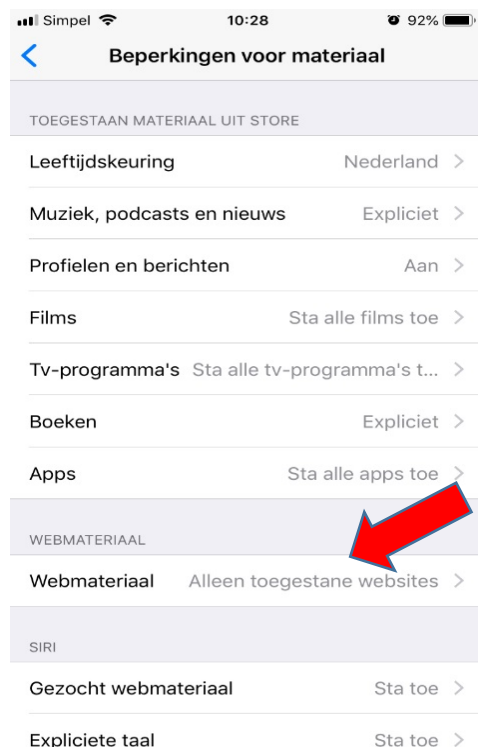 Simpel 10:28 92%
Beperkingen voor materiaal
TOEGESTAAN MATERIAAL UIT STORE
Leeftijdskeuring Nederland
Muziek, podcasts en nieuws Expliciet
Profielen en berichten Aan
Films Sta alle films toe
Tv-programma's Sta alle tv-programma's t...
Boeken Expliciet
Apps Sta alle apps toe
WEBMATERIAAL
Webmateriaal Alleen toegestane websites
SIRI
Gezocht webmateriaal Sta toe
Expliciete taal Sta toe